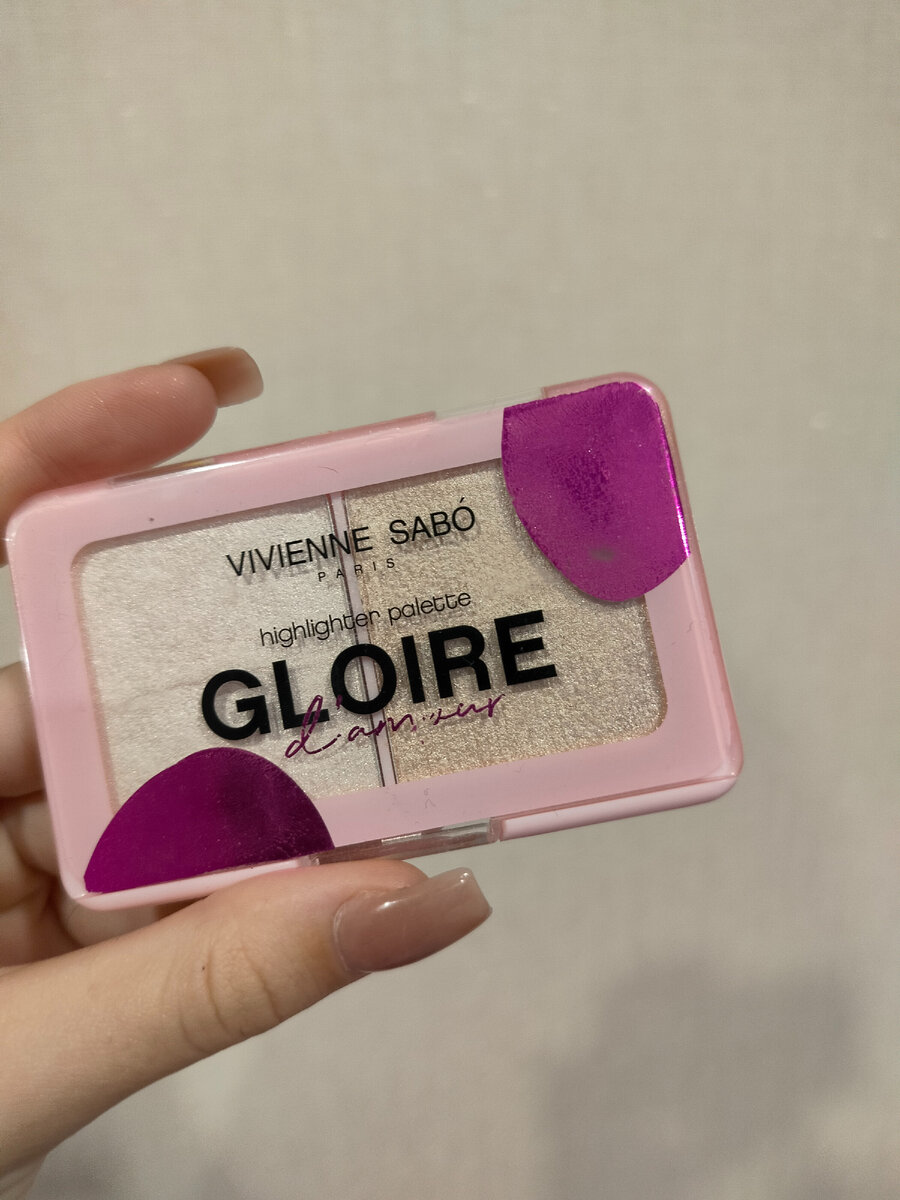 VIVIENNE SABÓ
PARIS
highlighter palette
GLOIRE
d'amour